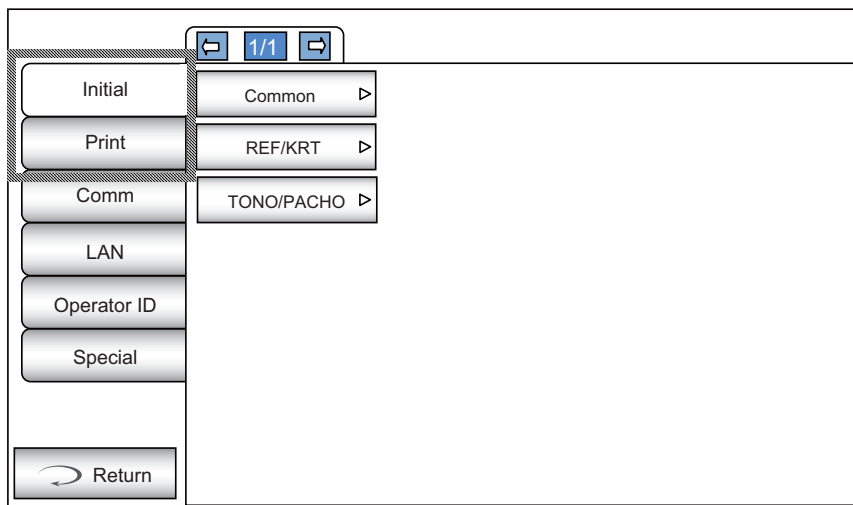 1/1
Initial
Common
Print
REF/KRT
Comm
TONO/PACHO
LAN
Operator ID
Special
Return